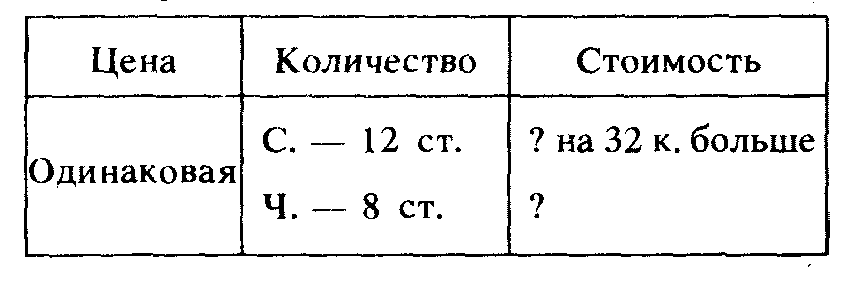 Цена Количество Стоимость
Одинаковая
С. — 12 ст. ? на 32 к. больше
Ч. — 8 ст. ?